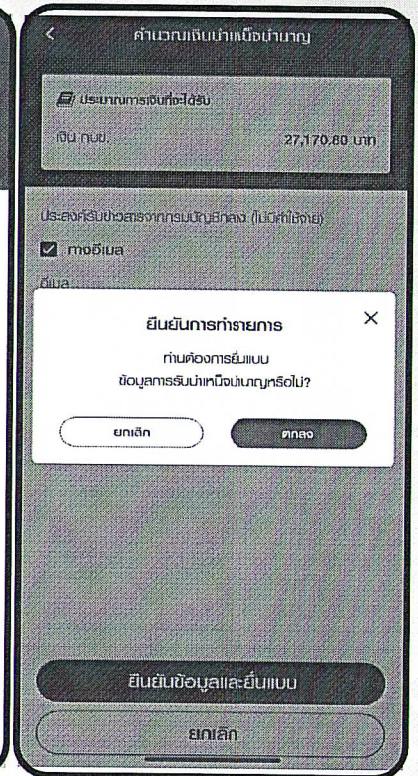 คำนวณเงินบำเหน็จบำนาญ
ประมาณการเงินที่จะได้รับ
เงิน กบข. 27,170.80 บาท
ประสงค์รับข่าวสารจากกรมบัญชีกลาง (ไม่มีค่าใช้จ่าย)
ทางอีเมล
อีเมล
ยืนยันการทำรายการ
ท่านต้องการยื่นแบบ
ข้อมูลการรับบำเหน็จบำนาญหรือไม่?
ยกเลิก ตกลง
ยืนยันข้อมูลและยื่นแบบ
ยกเลิก